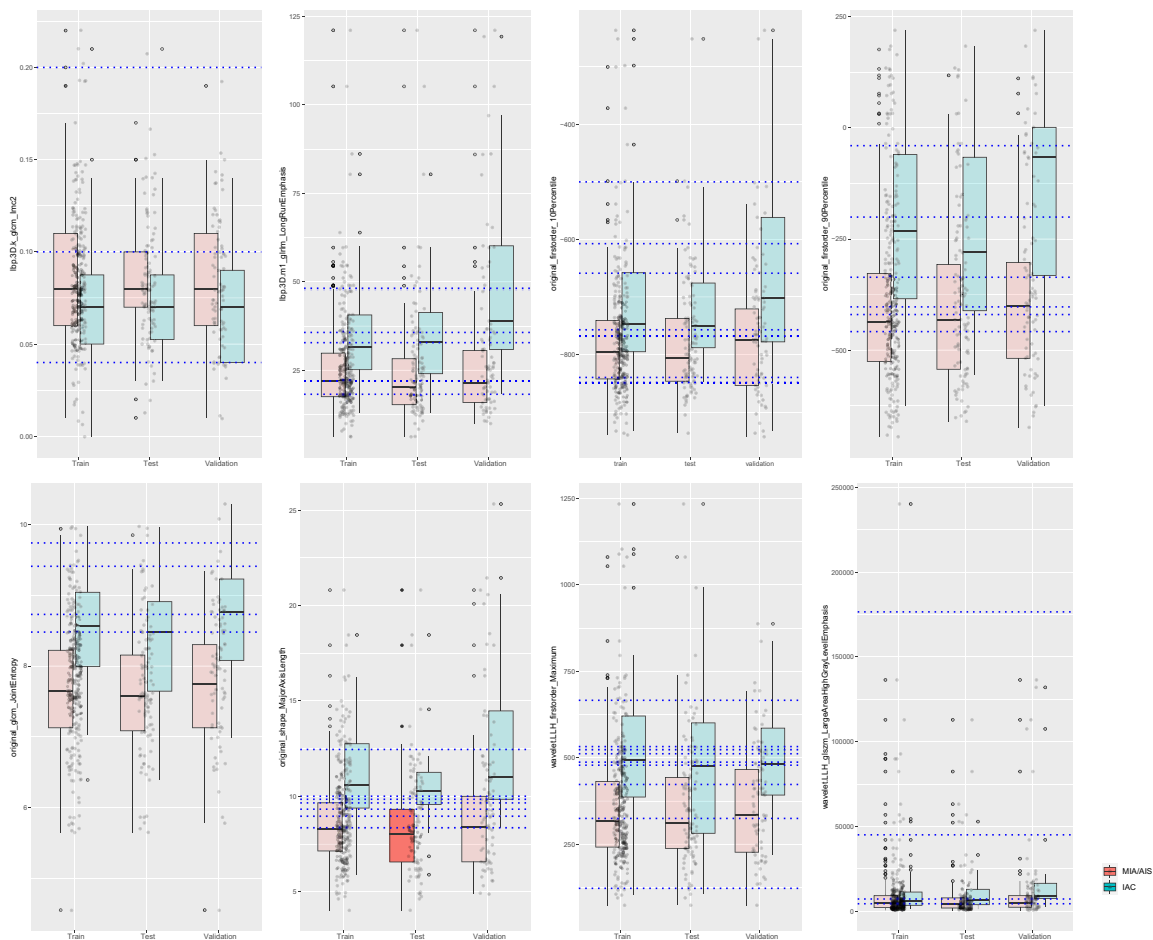 lbp.3D.k_glcm_Imc2
0.20
0.15
0.10
0.05
0.00
Train
Test
Validation
lbp.3D.m1_glrlm_LongRunEmphasis
125
100
75
50
25
Train
Test
Validation
original_firstorder_10Percentile
−400
−600
−800
train
test
validation
original_firstorder_90Percentile
250
0
−250
−500
Train
Test
Validation
original_glcm_JointEntropy
10
8
6
Train
Test
Validation
original_shape_MajorAxisLength
25
20
15
10
5
Train
Test
Validation
wavelet.LLH_firstorder_Maximum
1250
1000
750
500
250
Train
Test
Validation
wavelet.LLH_glszm_LargeAreaHighGrayLevelEmphasis
250000
200000
150000
100000
50000
0
Train
Test
Validation
MIA/AIS
IAC